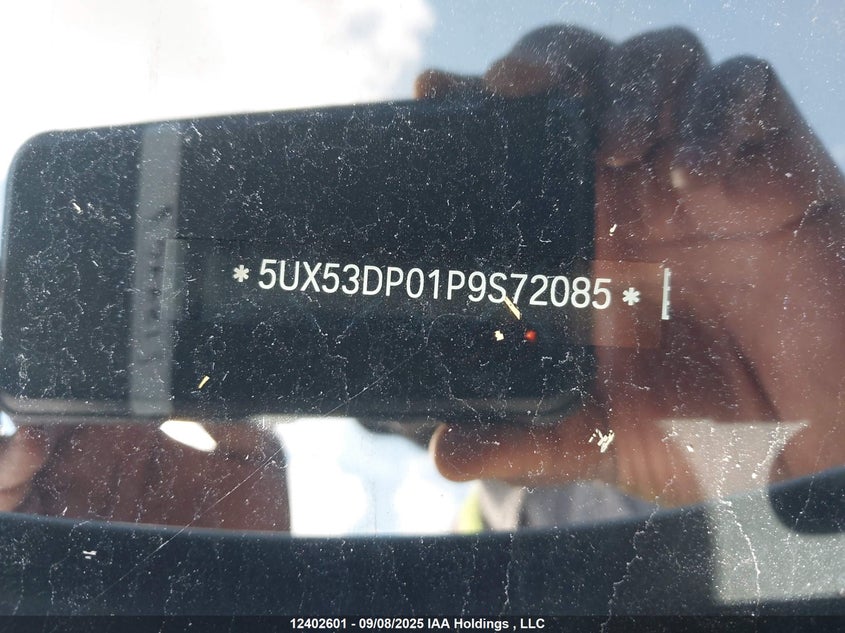 * 5UX53DP01P9S72085 *
12402601 - 09/08/2025 IAA Holdings , LLC